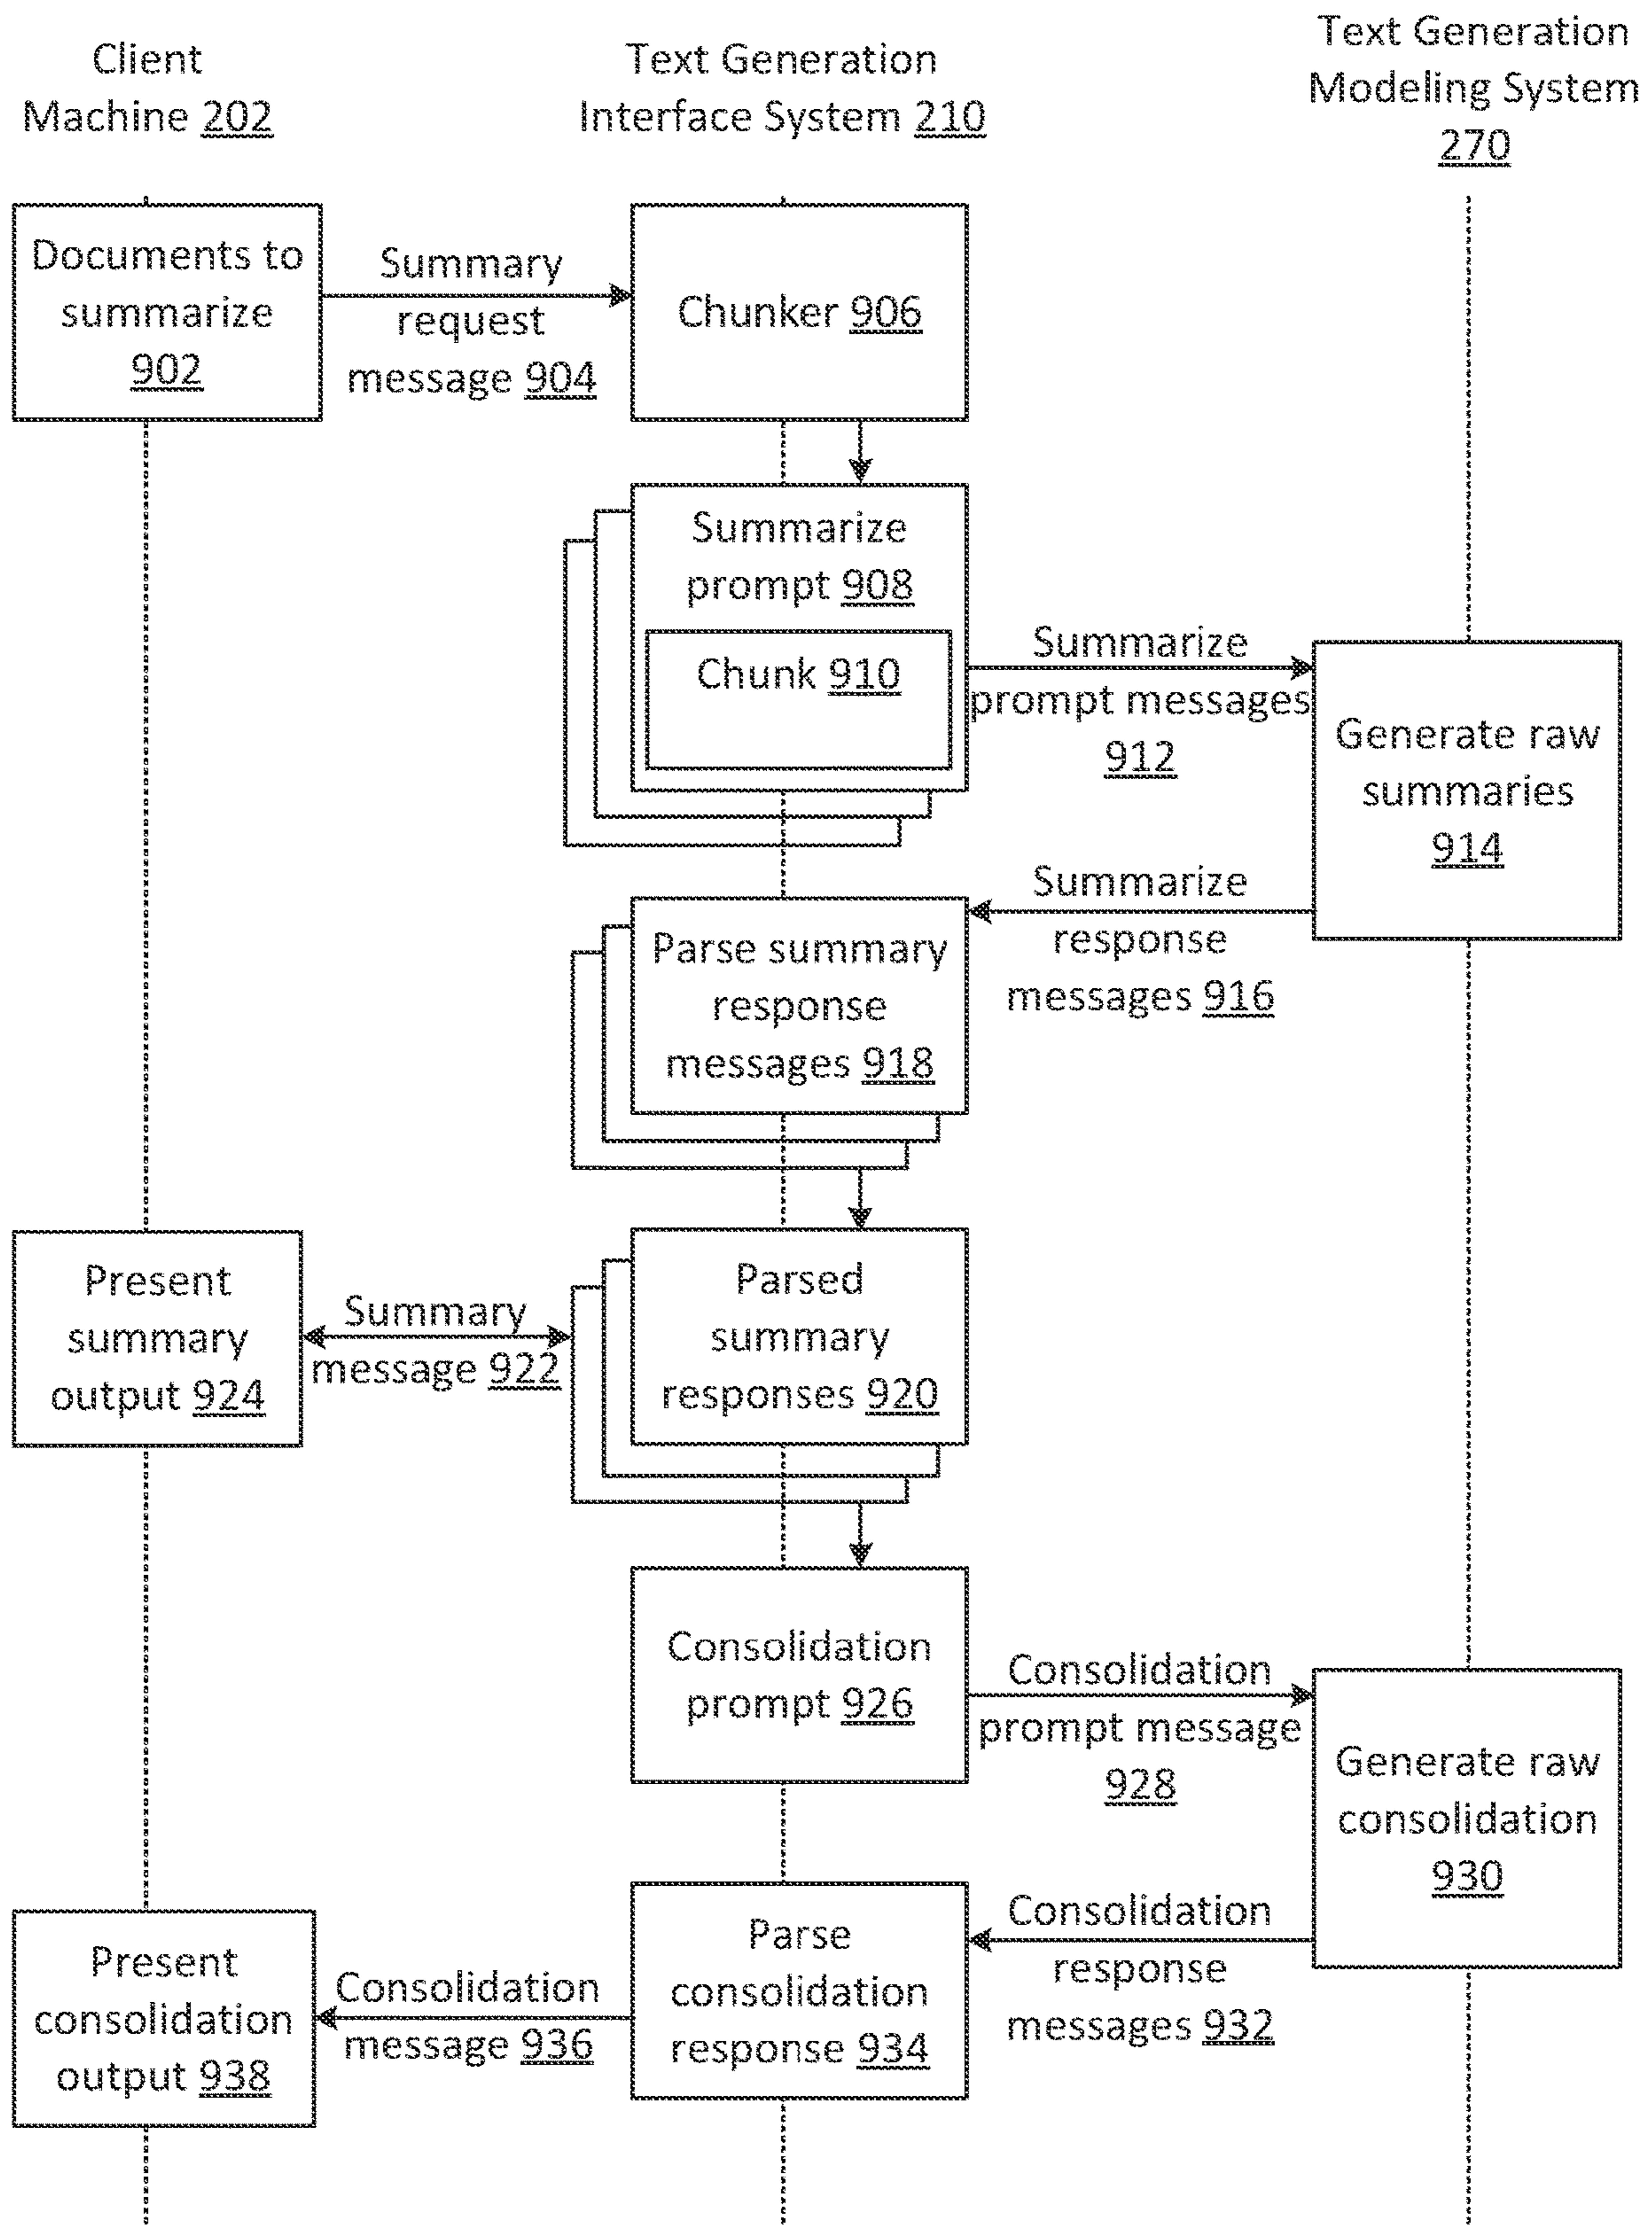 Client
Machine 202
Text Generation
Interface System 210
Text Generation
Modeling System
270
Documents to
summarize
902
Summary
request
message 904
Chunker 906
Summarize
prompt 908
Chunk 910
Summarize
prompt messages
912
Generate raw
summaries
914
Summarize
response
messages 916
Parse summary
response
messages 918
Present
summary
output 924
Summary
message 922
Parsed
summary
responses 920
Consolidation
prompt 926
Consolidation
prompt message
928
Generate raw
consolidation
930
Consolidation
response
messages 932
Parse
consolidation
response 934
Consolidation
message 936
Present
consolidation
output 938